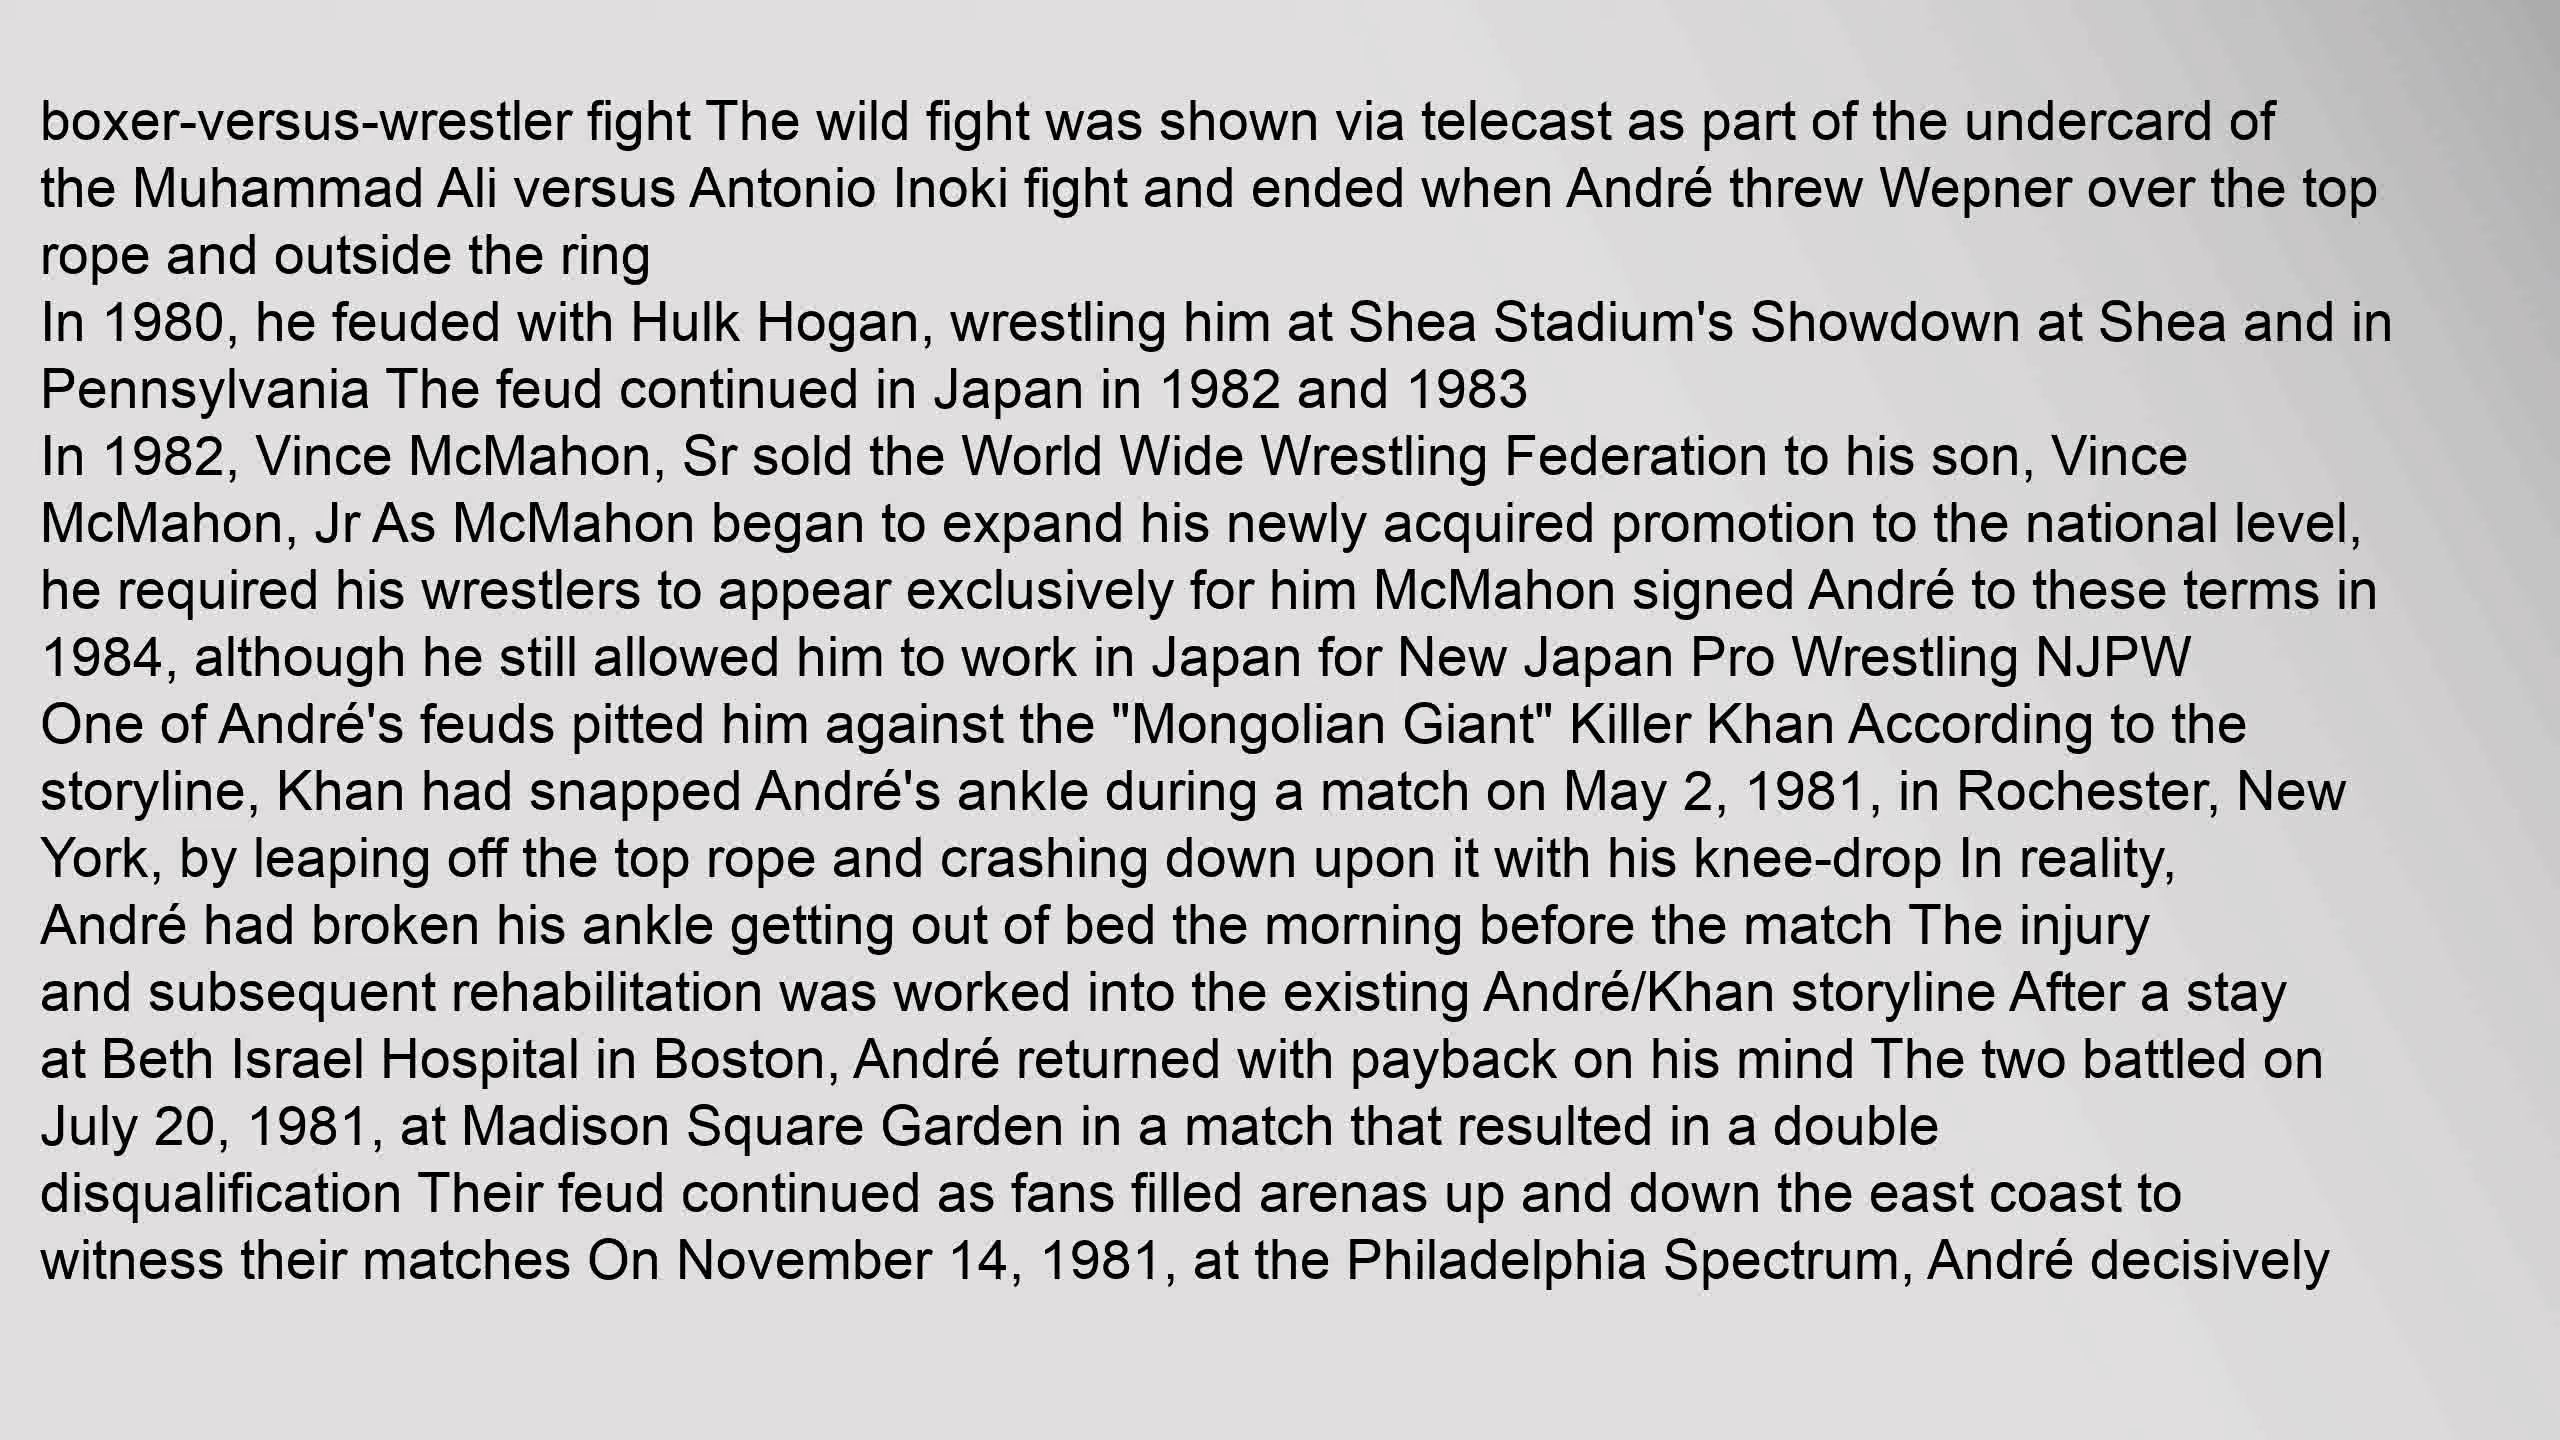 boxer-versus-wrestler fight The wild fight was shown via telecast as part of the undercard of
the Muhammad Ali versus Antonio Inoki fight and ended when André threw Wepner over the top
rope and outside the ring
In 1980, he feuded with Hulk Hogan, wrestling him at Shea Stadium's Showdown at Shea and in
Pennsylvania The feud continued in Japan in 1982 and 1983
In 1982, Vince McMahon, Sr sold the World Wide Wrestling Federation to his son, Vince
McMahon, Jr As McMahon began to expand his newly acquired promotion to the national level,
he required his wrestlers to appear exclusively for him McMahon signed André to these terms in
1984, although he still allowed him to work in Japan for New Japan Pro Wrestling NJPW
One of André's feuds pitted him against the "Mongolian Giant" Killer Khan According to the
storyline, Khan had snapped André's ankle during a match on May 2, 1981, in Rochester, New
York, by leaping off the top rope and crashing down upon it with his knee-drop In reality,
André had broken his ankle getting out of bed the morning before the match The injury
and subsequent rehabilitation was worked into the existing André/Khan storyline After a stay
at Beth Israel Hospital in Boston, André returned with payback on his mind The two battled on
July 20, 1981, at Madison Square Garden in a match that resulted in a double
disqualification Their feud continued as fans filled arenas up and down the east coast to
witness their matches On November 14, 1981, at the Philadelphia Spectrum, André decisively